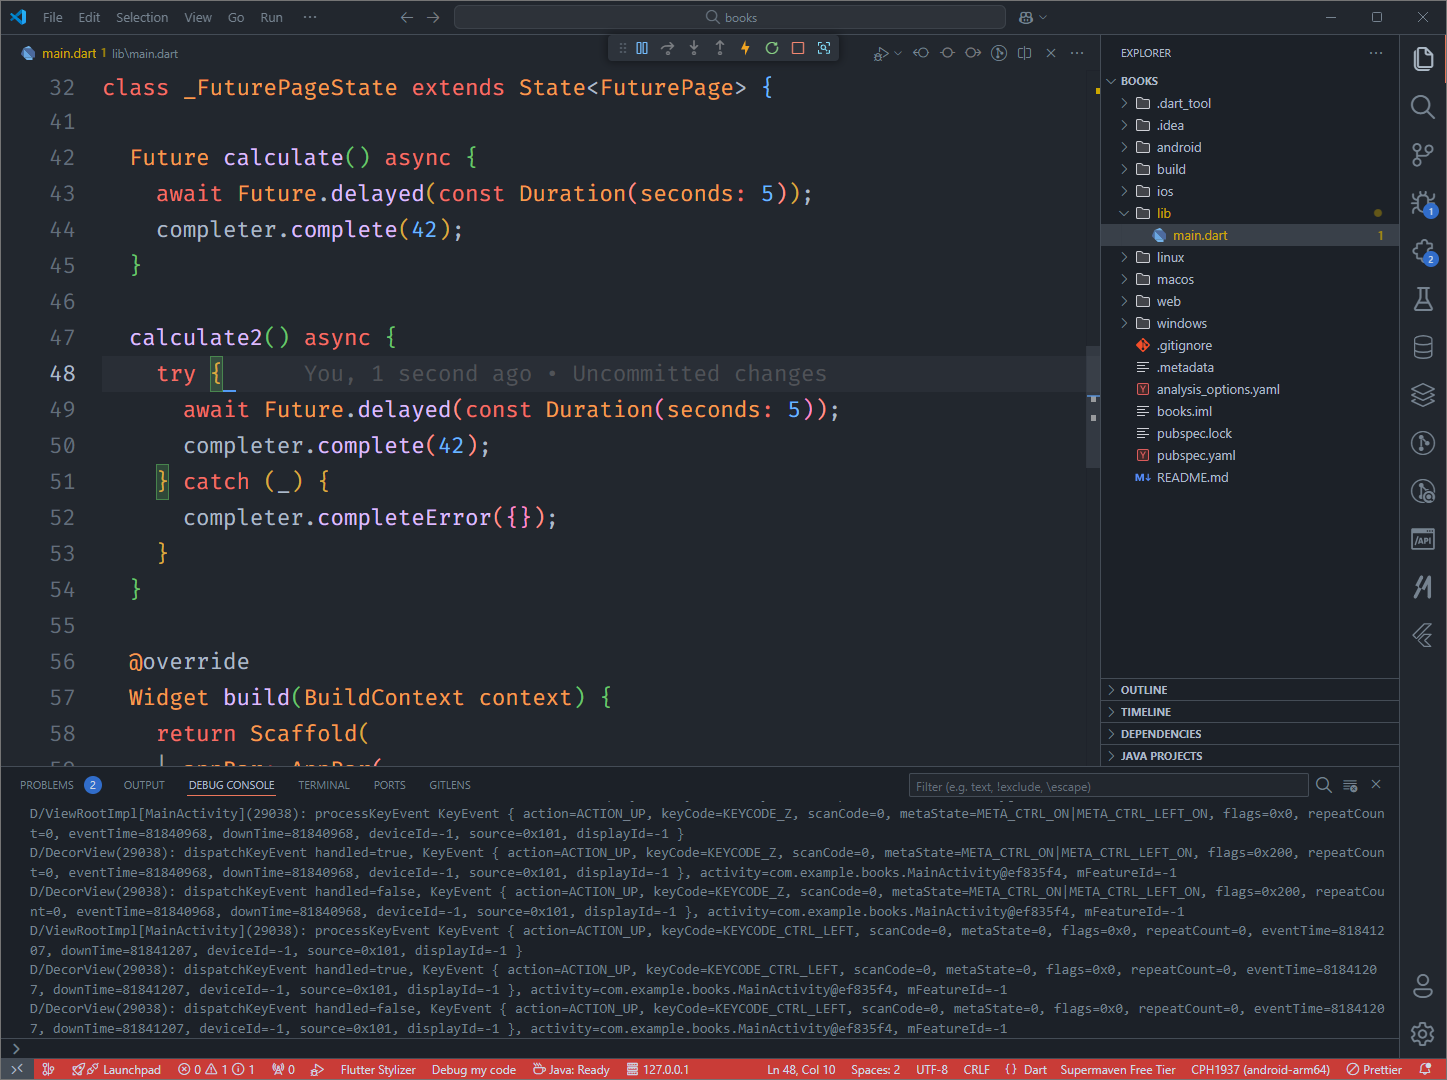 File Edit Selection View Go Run ··· books
main.dart 1 lib\main.dart
32 class _FuturePageState extends State<FuturePage> {
41
42 Future calculate() async {
43 await Future.delayed(const Duration(seconds: 5));
44 completer.complete(42);
45 }
46
47 calculate2() async {
48 try { You, 1 second ago • Uncommitted changes
49 await Future.delayed(const Duration(seconds: 5));
50 completer.complete(42);
51 } catch (_) {
52 completer.completeError({});
53 }
54 }
55
56 @override
57 Widget build(BuildContext context) {
58 return Scaffold(
EXPLORER
BOOKS
.dart_tool
.idea
android
build
ios
lib
main.dart 1
linux
macos
web
windows
.gitignore
.metadata
analysis_options.yaml
books.iml
pubspec.lock
pubspec.yaml
README.md
OUTLINE
TIMELINE
DEPENDENCIES
JAVA PROJECTS
1
2
/API
PROBLEMS 2 OUTPUT DEBUG CONSOLE TERMINAL PORTS GITLENS Filter (e.g. text, !exclude, \escape)
D/ViewRootImpl[MainActivity](29038): processKeyEvent KeyEvent { action=ACTION_UP, keyCode=KEYCODE_Z, scanCode=0, metaState=META_CTRL_ON|META_CTRL_LEFT_ON, flags=0x0, repeatCoun
t=0, eventTime=81840968, downTime=81840968, deviceId=-1, source=0x101, displayId=-1 }
D/DecorView(29038): dispatchKeyEvent handled=true, KeyEvent { action=ACTION_UP, keyCode=KEYCODE_Z, scanCode=0, metaState=META_CTRL_ON|META_CTRL_LEFT_ON, flags=0x200, repeatCoun
t=0, eventTime=81840968, downTime=81840968, deviceId=-1, source=0x101, displayId=-1 }, activity=com.example.books.MainActivity@ef835f4, mFeatureId=-1
D/DecorView(29038): dispatchKeyEvent handled=false, KeyEvent { action=ACTION_UP, keyCode=KEYCODE_Z, scanCode=0, metaState=META_CTRL_ON|META_CTRL_LEFT_ON, flags=0x200, repeatCou
nt=0, eventTime=81840968, downTime=81840968, deviceId=-1, source=0x101, displayId=-1 }, activity=com.example.books.MainActivity@ef835f4, mFeatureId=-1
D/ViewRootImpl[MainActivity](29038): processKeyEvent KeyEvent { action=ACTION_UP, keyCode=KEYCODE_CTRL_LEFT, scanCode=0, metaState=0, flags=0x0, repeatCount=0, eventTime=818412
07, downTime=81841207, deviceId=-1, source=0x101, displayId=-1 }
D/DecorView(29038): dispatchKeyEvent handled=true, KeyEvent { action=ACTION_UP, keyCode=KEYCODE_CTRL_LEFT, scanCode=0, metaState=0, flags=0x0, repeatCount=0, eventTime=8184120
7, downTime=81841207, deviceId=-1, source=0x101, displayId=-1 }, activity=com.example.books.MainActivity@ef835f4, mFeatureId=-1
D/DecorView(29038): dispatchKeyEvent handled=false, KeyEvent { action=ACTION_UP, keyCode=KEYCODE_CTRL_LEFT, scanCode=0, metaState=0, flags=0x0, repeatCount=0, eventTime=8184120
7, downTime=81841207, deviceId=-1, source=0x101, displayId=-1 }, activity=com.example.books.MainActivity@ef835f4, mFeatureId=-1
Launchpad 0 1 1 0 Flutter Stylizer Debug my code Java: Ready 127.0.0.1 Ln 48, Col 10 Spaces: 2 UTF-8 CRLF { } Dart Supermaven Free Tier CPH1937 (android-arm64) Prettier